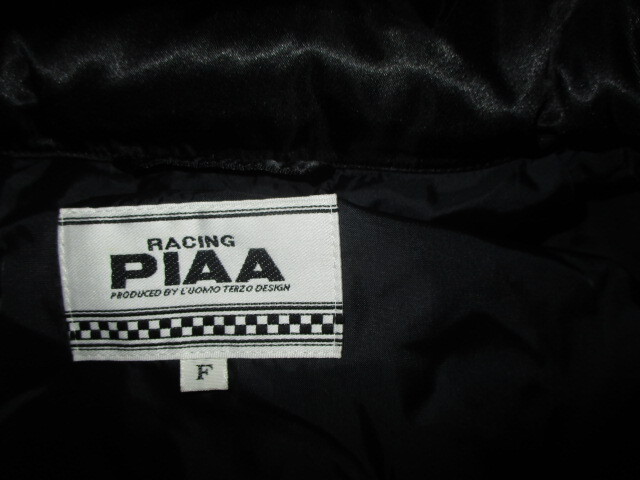 RACING
PIAA
PRODUCED BY L'UOMO TERZO DESIGN
F